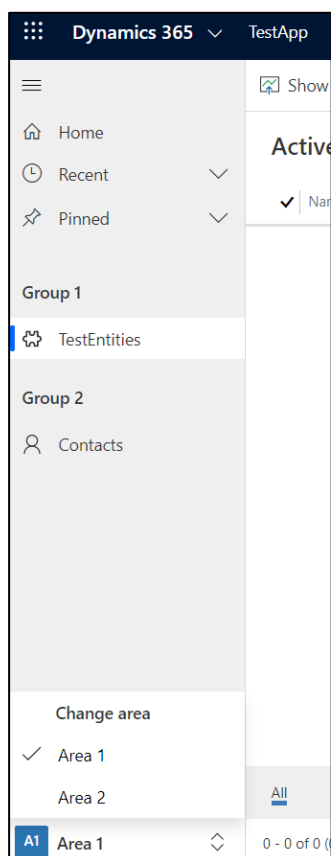 Dynamics 365 TestApp
Show
Home
Active
Recent
Pinned
Group 1
TestEntities
Group 2
Contacts
Change area
Area 1
Area 2
All
A1 Area 1
0 - 0 of 0